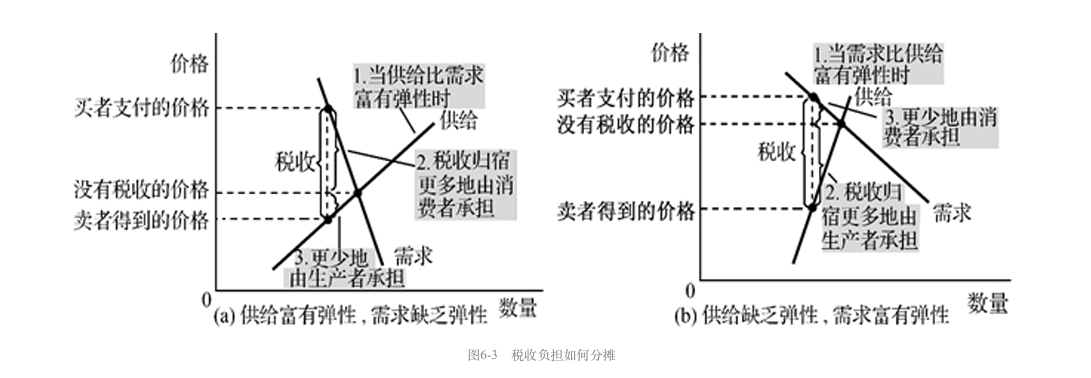 价格
1.当供给比需求
富有弹性时
买者支付的价格
供给
税收
2.税收归宿
更多地由消
费者承担
没有税收的价格
卖者得到的价格
3.更少地
由生产者承担
需求
0
数量
(a) 供给富有弹性,需求缺乏弹性
价格
1.当需求比供给
富有弹性时
买者支付的价格
供给
3.更少地由消
费者承担
没有税收的价格
税收
2. 税收归
宿更多地由
生产者承担
卖者得到的价格
需求
0
数量
(b) 供给缺乏弹性,需求富有弹性
图6-3 税收负担如何分摊